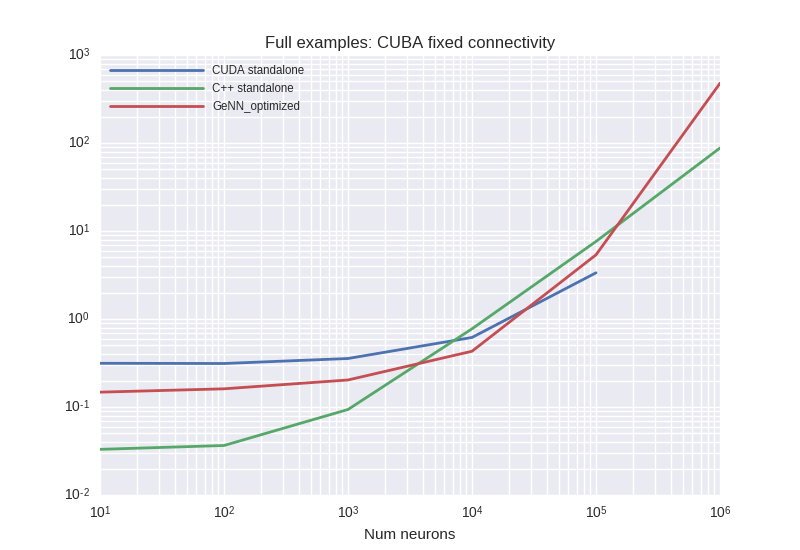 Full examples: CUBA fixed connectivity
10³
CUDA standalone
C++ standalone
GeNN_optimized
10²
10¹
10⁰
10⁻¹
10⁻²
10¹ 10² 10³ 10⁴ 10⁵ 10⁶
Num neurons